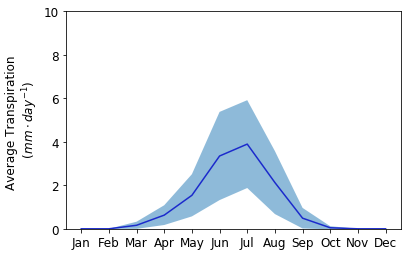 Average Transpiration
(mm · day⁻¹)
10
8
6
4
2
0
Jan Feb Mar Apr May Jun Jul Aug Sep Oct Nov Dec